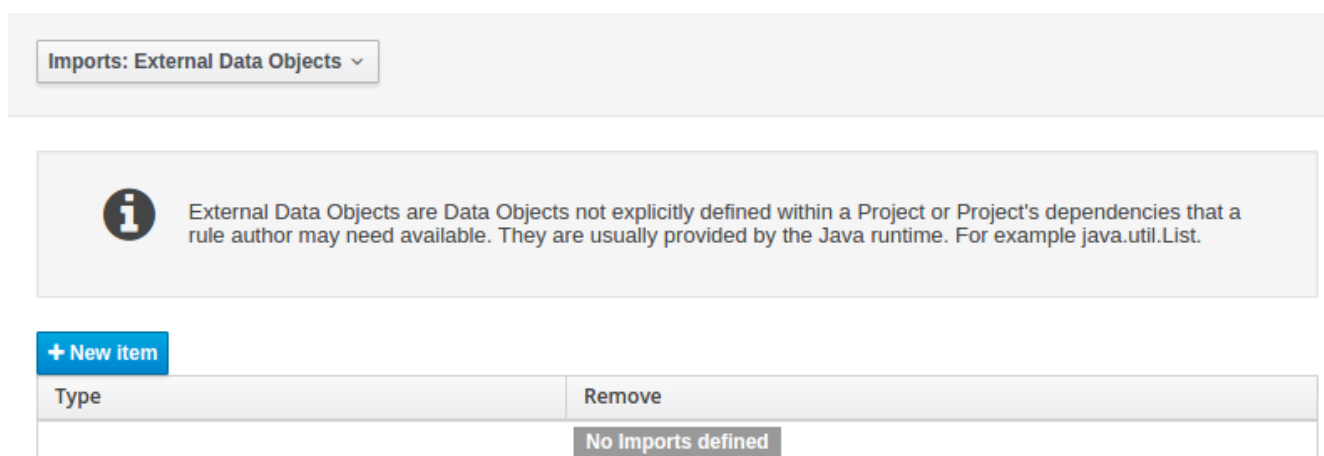 Imports: External Data Objects
External Data Objects are Data Objects not explicitly defined within a Project or Project's dependencies that a
rule author may need available. They are usually provided by the Java runtime. For example java.util.List.
+ New item
Type Remove
No Imports defined